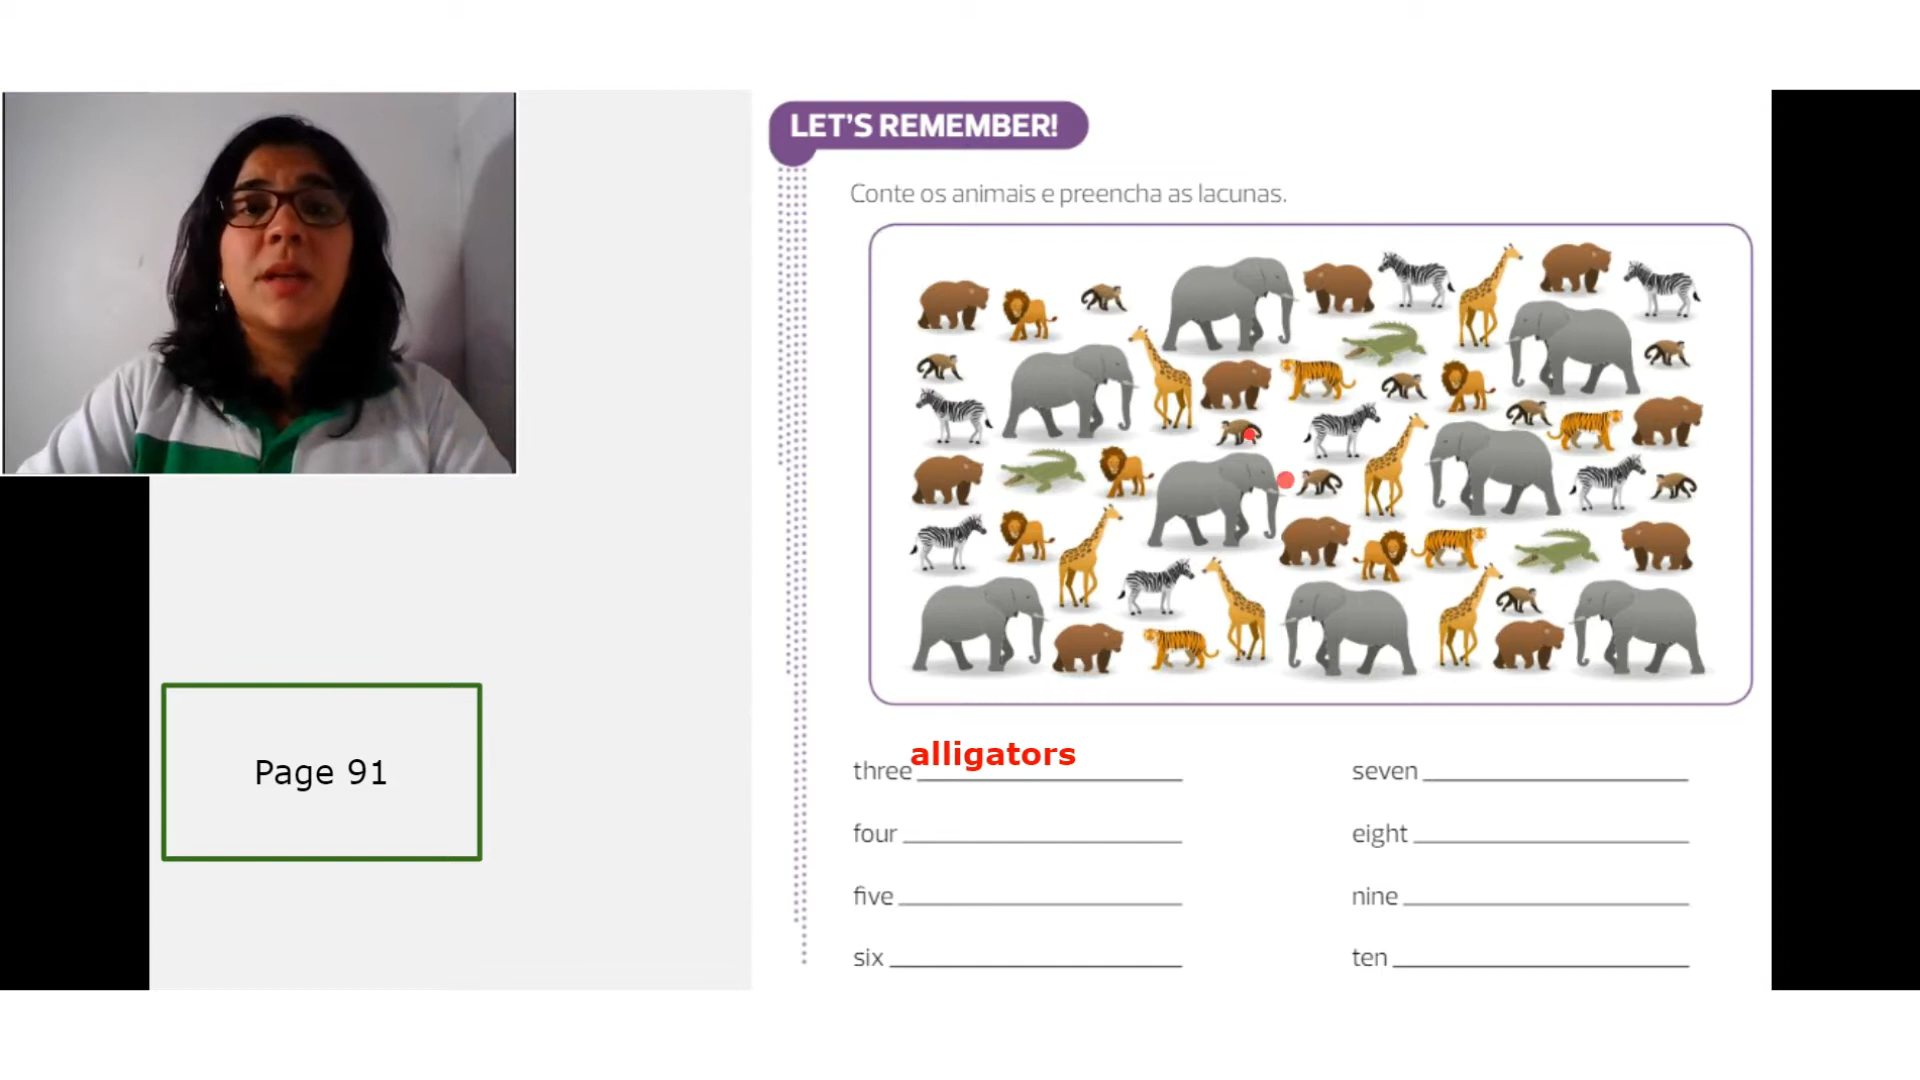 LET'S REMEMBER!
Conte os animais e preencha as lacunas.
three alligators
four
five
six
seven
eight
nine
ten
Page 91